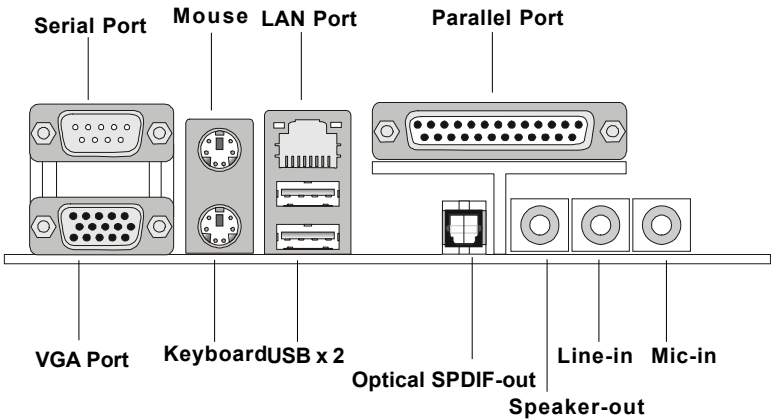 Serial Port
Mouse
LAN Port
Parallel Port
VGA Port
Keyboard
USB x 2
Optical SPDIF-out
Speaker-out
Line-in
Mic-in